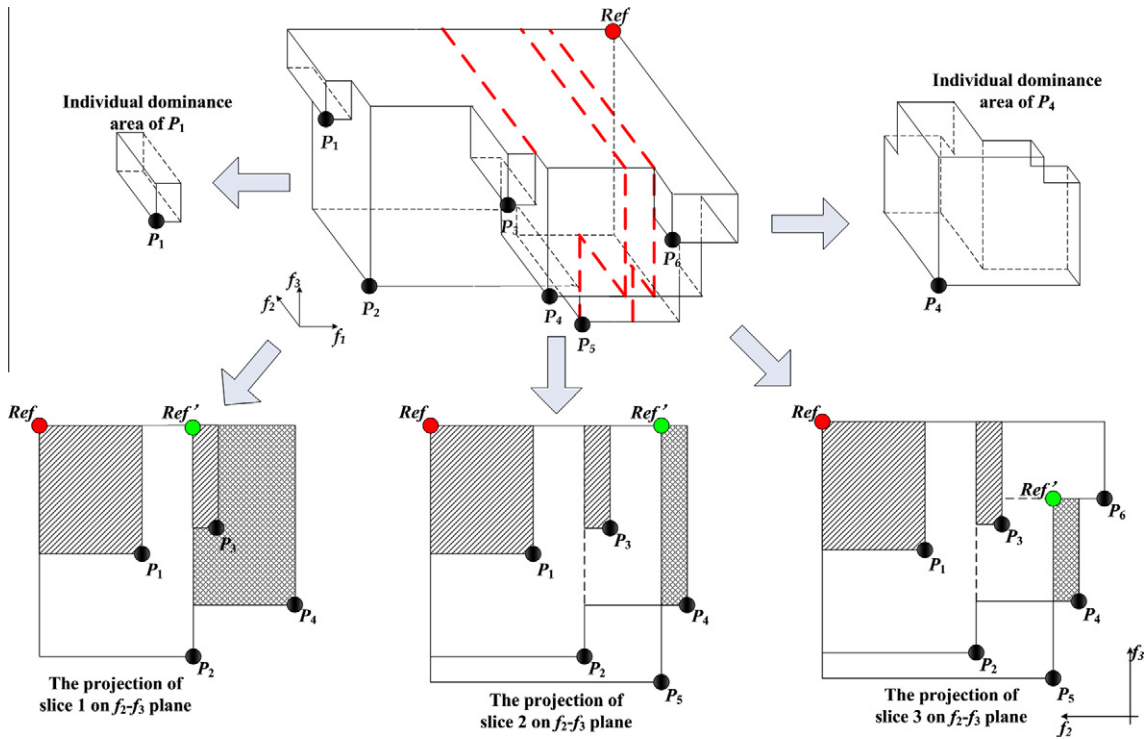 Ref
Individual dominance
area of P₁
P₁
P₁
P₂
P₃
P₄
P₅
P₆
f₃
f₂
f₁
Individual dominance
area of P₄
P₄
Ref
Ref’
P₁
P₃
P₄
P₂
The projection of
slice 1 on f₂-f₃ plane
Ref
Ref’
P₁
P₃
P₄
P₂
P₅
The projection of
slice 2 on f₂-f₃ plane
Ref
Ref’
P₆
P₃
P₁
P₄
P₂
P₅
The projection of
slice 3 on f₂-f₃ plane
f₃
f₂